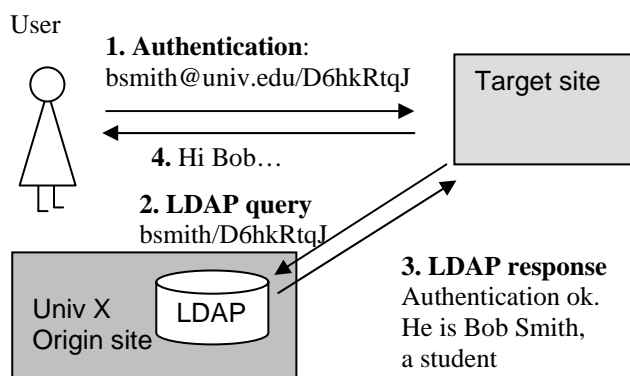 User
1. Authentication:
bsmith@univ.edu/D6hkRtqJ
Target site
4. Hi Bob…
2. LDAP query
bsmith/D6hkRtqJ
3. LDAP response
Authentication ok.
He is Bob Smith,
a student
Univ X
Origin site
LDAP